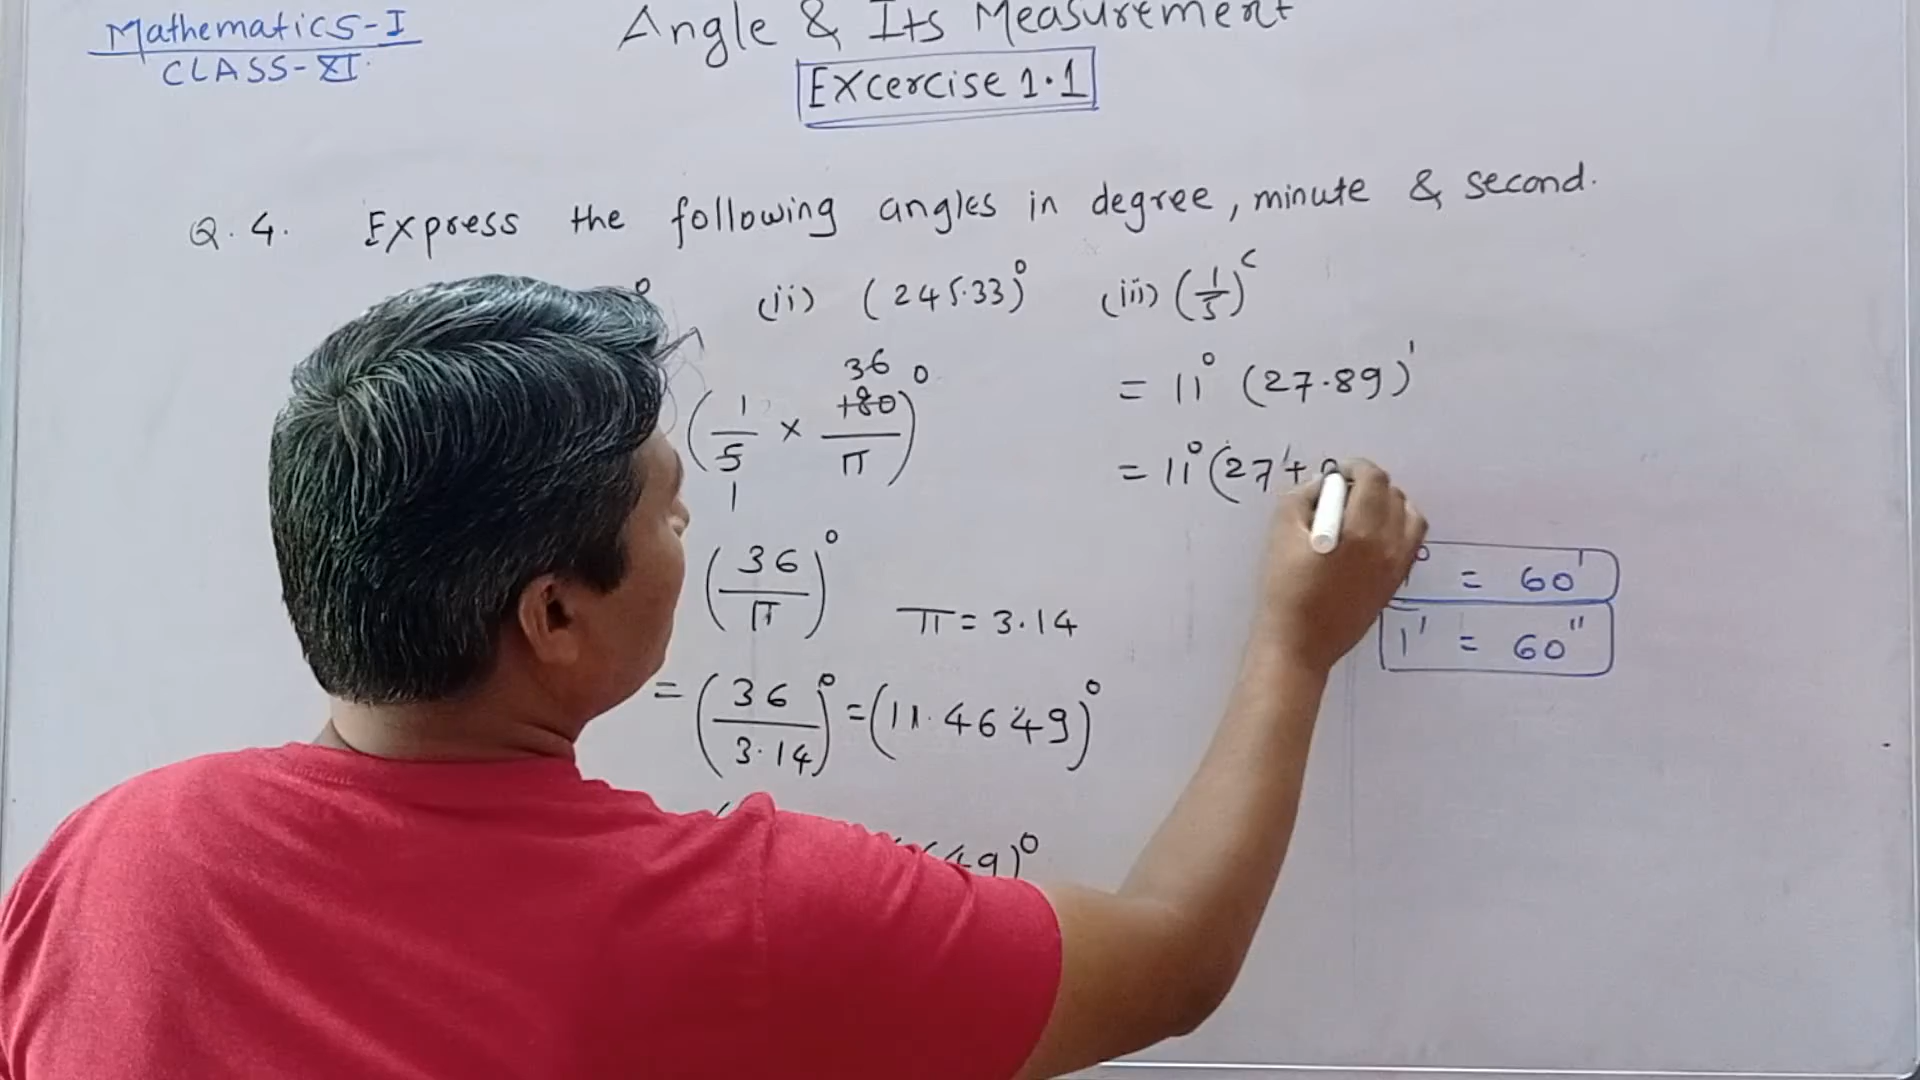 Mathematics-I
CLASS-XI.
Angle & Its Measurement
Excercise 1.1
Q.4. Express the following angles in degree, minute & second.
° (ii) (245.33)° (iii) (1/5)ᶜ
(1/5 × 180/π)° 36 1
= 11° (27.89)'
= 11° (27' + 0
(36/π)° π = 3.14
1° = 60'
1' = 60"
= (36/3.14)° = (11.4649)°
49)°